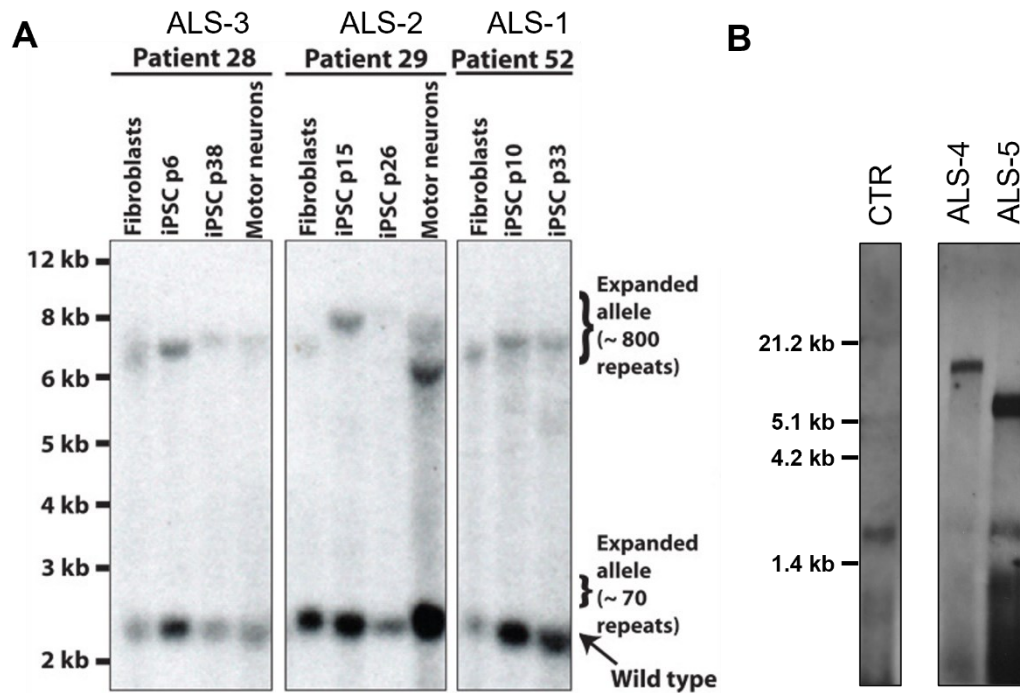 A
ALS-3
Patient 28
Fibroblasts
iPSC p6
iPSC p38
Motor neurons
ALS-2
Patient 29
Fibroblasts
iPSC p15
iPSC p26
Motor neurons
ALS-1
Patient 52
Fibroblasts
iPSC p10
iPSC p33
12 kb
8 kb
6 kb
5 kb
4 kb
3 kb
2 kb
Expanded
allele
(~ 800
repeats)
Expanded
allele
(~ 70
repeats)
Wild type
B
CTR
ALS-4
ALS-5
21.2 kb
5.1 kb
4.2 kb
1.4 kb